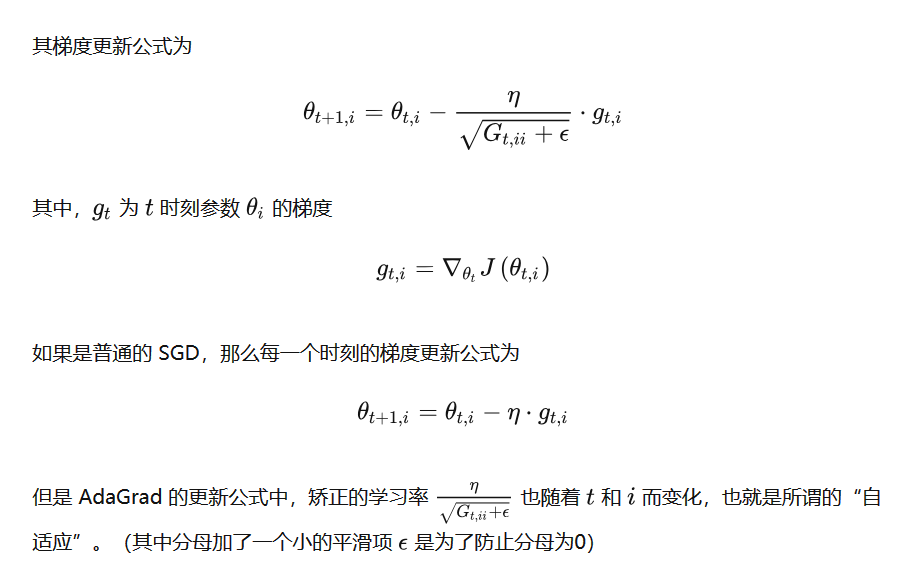 其梯度更新公式为
$$\theta_{t+1,i} = \theta_{t,i} - \frac{\eta}{\sqrt{G_{t,ii} + \epsilon}} \cdot g_{t,i}$$
其中，$g_t$ 为 $t$ 时刻参数 $\theta_i$ 的梯度
$$g_{t,i} = \nabla_{\theta_t} J\left(\theta_{t,i}\right)$$
如果是普通的 SGD，那么每一个时刻的梯度更新公式为
$$\theta_{t+1,i} = \theta_{t,i} - \eta \cdot g_{t,i}$$
但是 AdaGrad 的更新公式中，矫正的学习率 $\frac{\eta}{\sqrt{G_{t,ii}+\epsilon}}$ 也随着 $t$ 和 $i$ 而变化，也就是所谓的“自
适应”。（其中分母加了一个小的平滑项 $\epsilon$ 是为了防止分母为0）